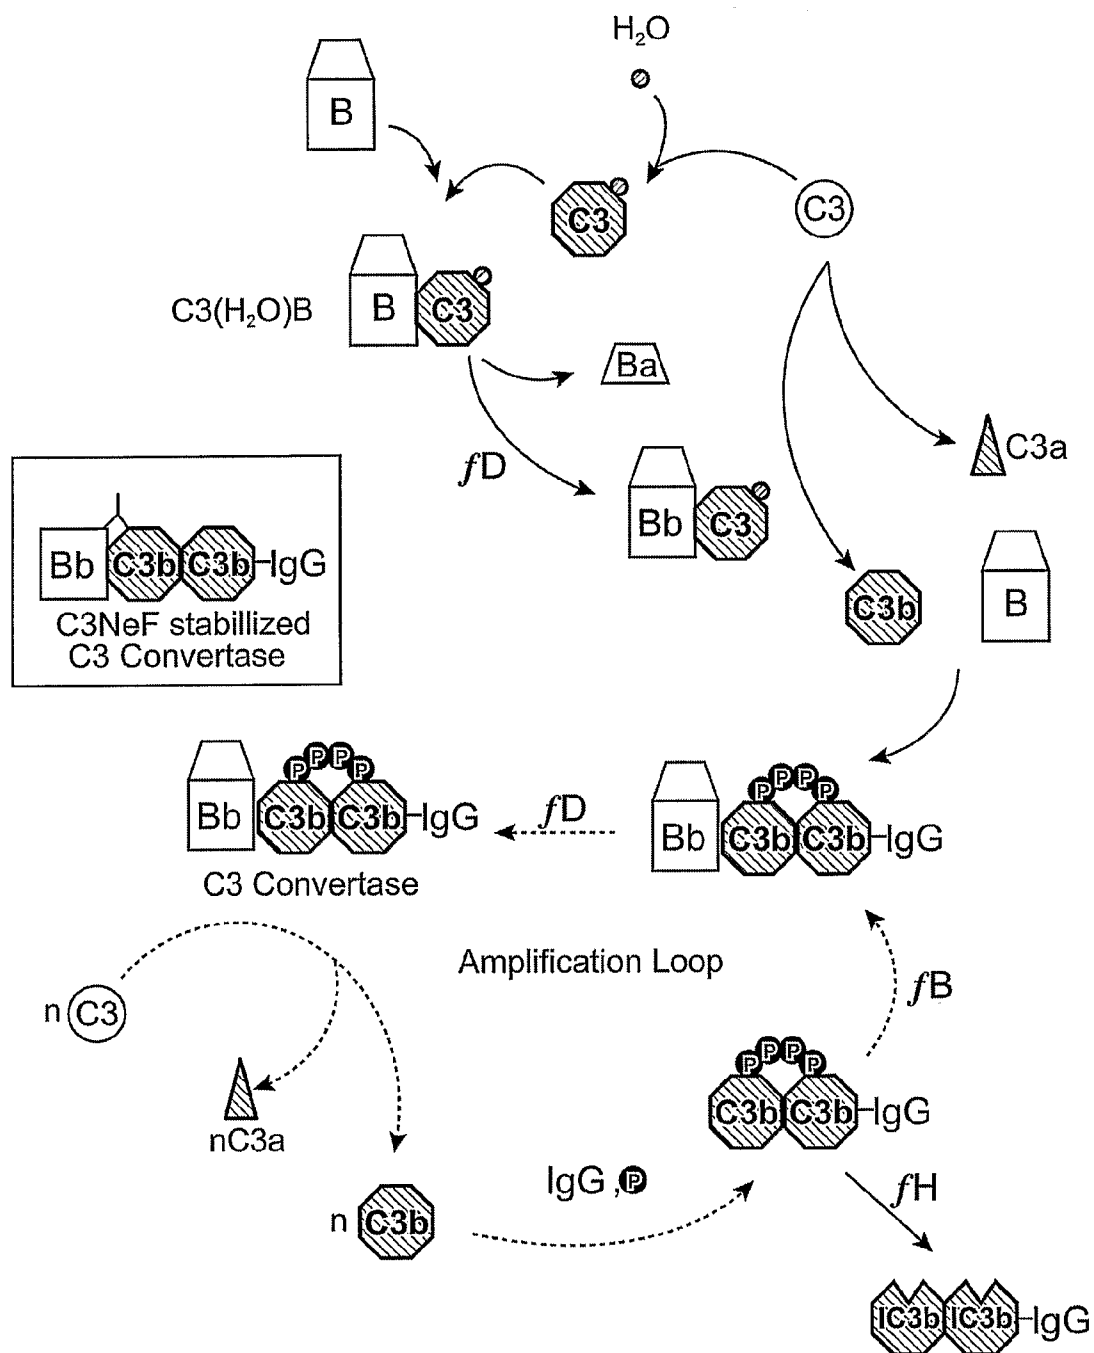 H₂O
B
C3
C3
C3(H₂O)B
B
C3
Ba
C3a
fD
Bb
C3
Bb
C3b
C3b
IgG
C3NeF stabillized
C3 Convertase
C3b
B
P P P P
Bb
C3b
C3b
IgG
C3 Convertase
fD
P P P P
Bb
C3b
C3b
IgG
Amplification Loop
n
C3
fB
nC3a
P P P P
C3b
C3b
IgG
IgG ,P
fH
n
C3b
IC3b
IC3b
IgG